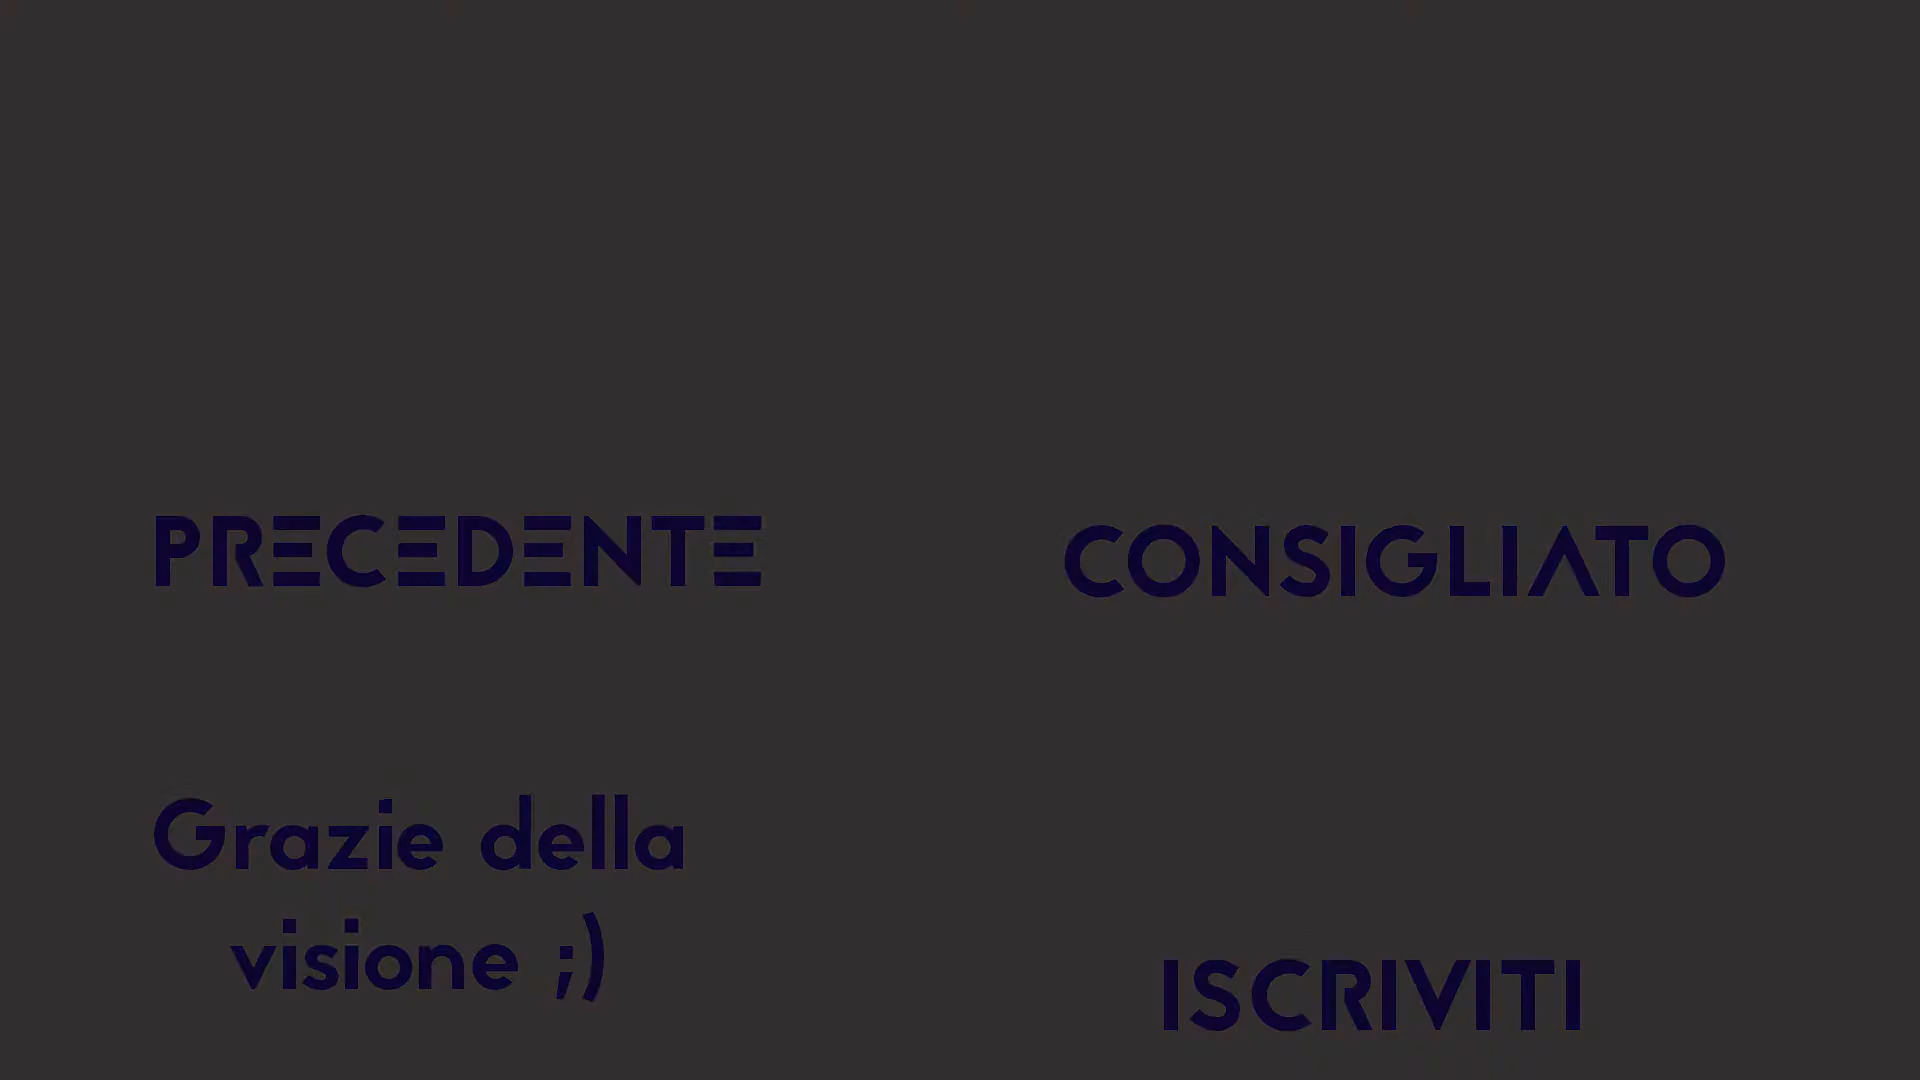 PRECEDENTE
CONSIGLIATO
Grazie della
visione ;)
ISCRIVITI